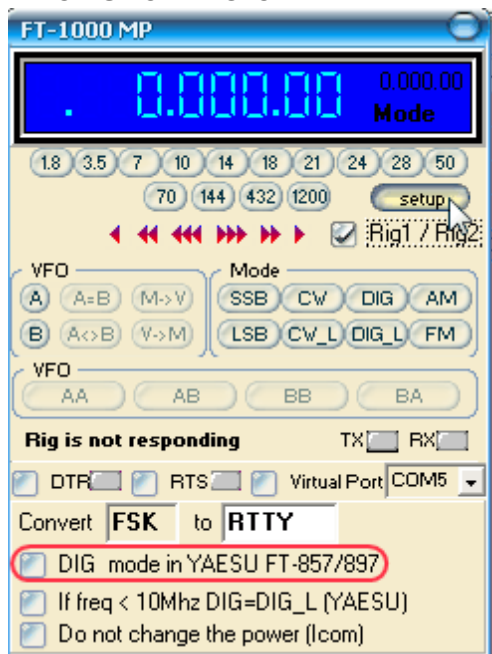 FT-1000 MP
0.000.00
. 0.000.00
Mode
1.8 3.5 7 10 14 18 21 24 28 50
70 144 432 1200 setup
Rig1 / Rig2
VFO Mode
A A=B M->V SSB CW DIG AM
B A<>B V->M LSB CW_L DIG_L FM
VFO
AA AB BB BA
Rig is not responding TX RX
DTR RTS Virtual Port COM5
Convert FSK to RTTY
DIG mode in YAESU FT-857/897
If freq < 10Mhz DIG=DIG_L (YAESU)
Do not change the power (Icom)